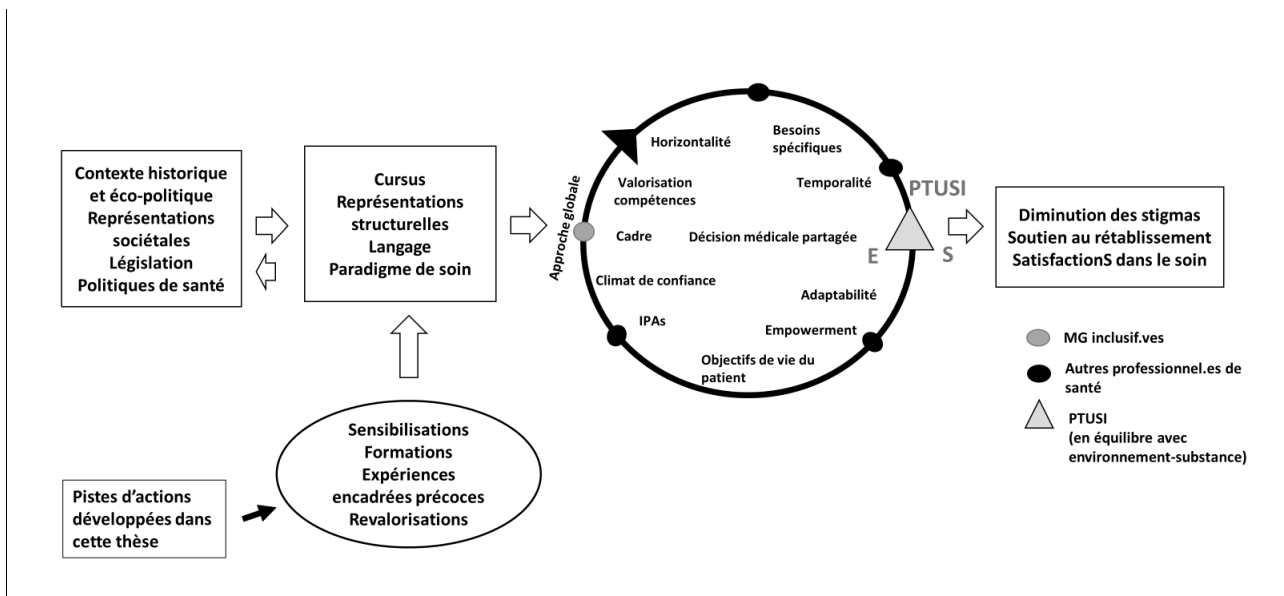 Contexte historique
et éco-politique
Représentations
sociétales
Législation
Politiques de santé
Cursus
Représentations
structurelles
Langage
Paradigme de soin
Sensibilisations
Formations
Expériences
encadrées précoces
Revalorisations
Pistes d'actions
développées dans
cette thèse
Approche globale
Horizontalité
Besoins
spécifiques
Valorisation
compétences
Temporalité
Cadre
Décision médicale partagée
Climat de confiance
Adaptabilité
IPAs
Empowerment
Objectifs de vie du
patient
PTUSI
E
S
Diminution des stigmas
Soutien au rétablissement
SatisfactionS dans le soin
MG inclusif.ves
Autres professionnel.es de
santé
PTUSI
(en équilibre avec
environnement-substance)